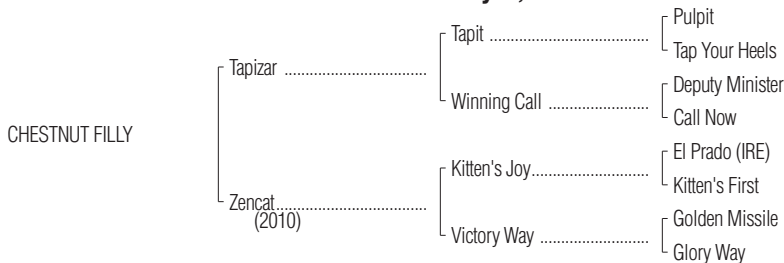 Pulpit
Tapit ........................................
Tap Your Heels
Tapizar ....................................
Deputy Minister
Winning Call ............................
Call Now
CHESTNUT FILLY
El Prado (IRE)
Kitten's Joy................................
Kitten's First
Zencat......................................
(2010)
Golden Missile
Victory Way ............................
Glory Way